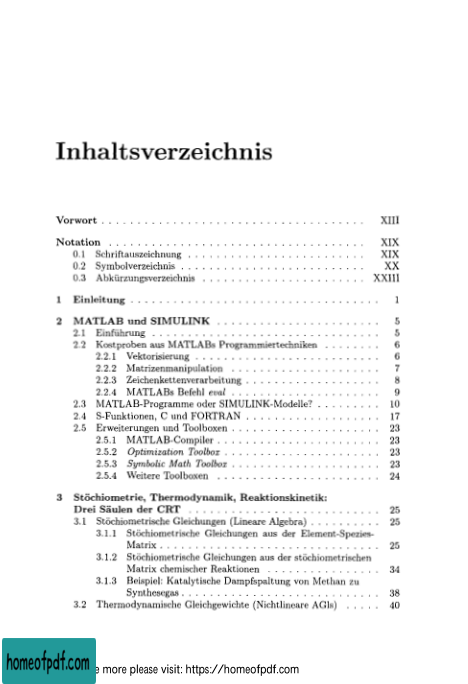 Inhaltsverzeichnis
Vorwort . . . . . . . . . . . . . . . . . . . . . . . . . . . . . . . . . . . . . XIII
Notation . . . . . . . . . . . . . . . . . . . . . . . . . . . . . . . . . . . . XIX
0.1 Schriftauszeichnung . . . . . . . . . . . . . . . . . . . . . . . . . XIX
0.2 Symbolverzeichnis . . . . . . . . . . . . . . . . . . . . . . . . . . XX
0.3 Abkürzungsverzeichnis . . . . . . . . . . . . . . . . . . . . . . . XXIII
1 Einleitung . . . . . . . . . . . . . . . . . . . . . . . . . . . . . . . . . . . 1
2 MATLAB und SIMULINK . . . . . . . . . . . . . . . . . . . . . . . 5
2.1 Einführung . . . . . . . . . . . . . . . . . . . . . . . . . . . . . . . . 5
2.2 Kostproben aus MATLABs Programmiertechniken . . . . . . . . 6
2.2.1 Vektorisierung . . . . . . . . . . . . . . . . . . . . . . . . . . 6
2.2.2 Matrizenmanipulation . . . . . . . . . . . . . . . . . . . . . 7
2.2.3 Zeichenkettenverarbeitung . . . . . . . . . . . . . . . . . . . 8
2.2.4 MATLABs Befehl eval . . . . . . . . . . . . . . . . . . . . . 9
2.3 MATLAB-Programme oder SIMULINK-Modelle? . . . . . . . . . 10
2.4 S-Funktionen, C und FORTRAN . . . . . . . . . . . . . . . . . . . 17
2.5 Erweiterungen und Toolboxen . . . . . . . . . . . . . . . . . . . . . 23
2.5.1 MATLAB-Compiler . . . . . . . . . . . . . . . . . . . . . . . 23
2.5.2 Optimization Toolbox . . . . . . . . . . . . . . . . . . . . . . 23
2.5.3 Symbolic Math Toolbox . . . . . . . . . . . . . . . . . . . . . 23
2.5.4 Weitere Toolboxen . . . . . . . . . . . . . . . . . . . . . . . 24
3 Stöchiometrie, Thermodynamik, Reaktionskinetik:
Drei Säulen der CRT . . . . . . . . . . . . . . . . . . . . . . . . . . . 25
3.1 Stöchiometrische Gleichungen (Lineare Algebra) . . . . . . . . . . 25
3.1.1 Stöchiometrische Gleichungen aus der Element-Spezies-
Matrix . . . . . . . . . . . . . . . . . . . . . . . . . . . . . . . 25
3.1.2 Stöchiometrische Gleichungen aus der stöchiometrischen
Matrix chemischer Reaktionen . . . . . . . . . . . . . . . . 34
3.1.3 Beispiel: Katalytische Dampfspaltung von Methan zu
Synthesegas . . . . . . . . . . . . . . . . . . . . . . . . . . . . 38
3.2 Thermodynamische Gleichgewichte (Nichtlineare AGls) . . . . . 40
homeofpdf.com
e more please visit: https://homeofpdf.com